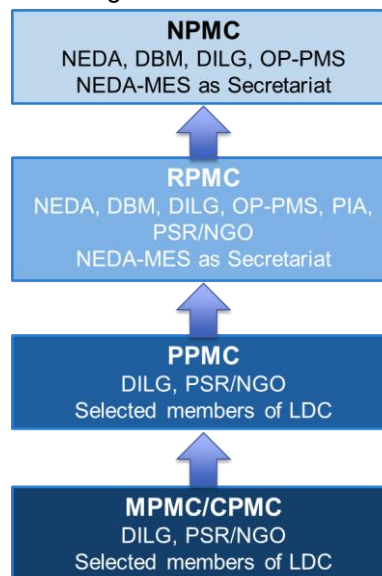 NPMC
NEDA, DBM, DILG, OP-PMS
NEDA-MES as Secretariat
RPMC
NEDA, DBM, DILG, OP-PMS, PIA,
PSR/NGO
NEDA-MES as Secretariat
PPMC
DILG, PSR/NGO
Selected members of LDC
MPMC/CPMC
DILG, PSR/NGO
Selected members of LDC